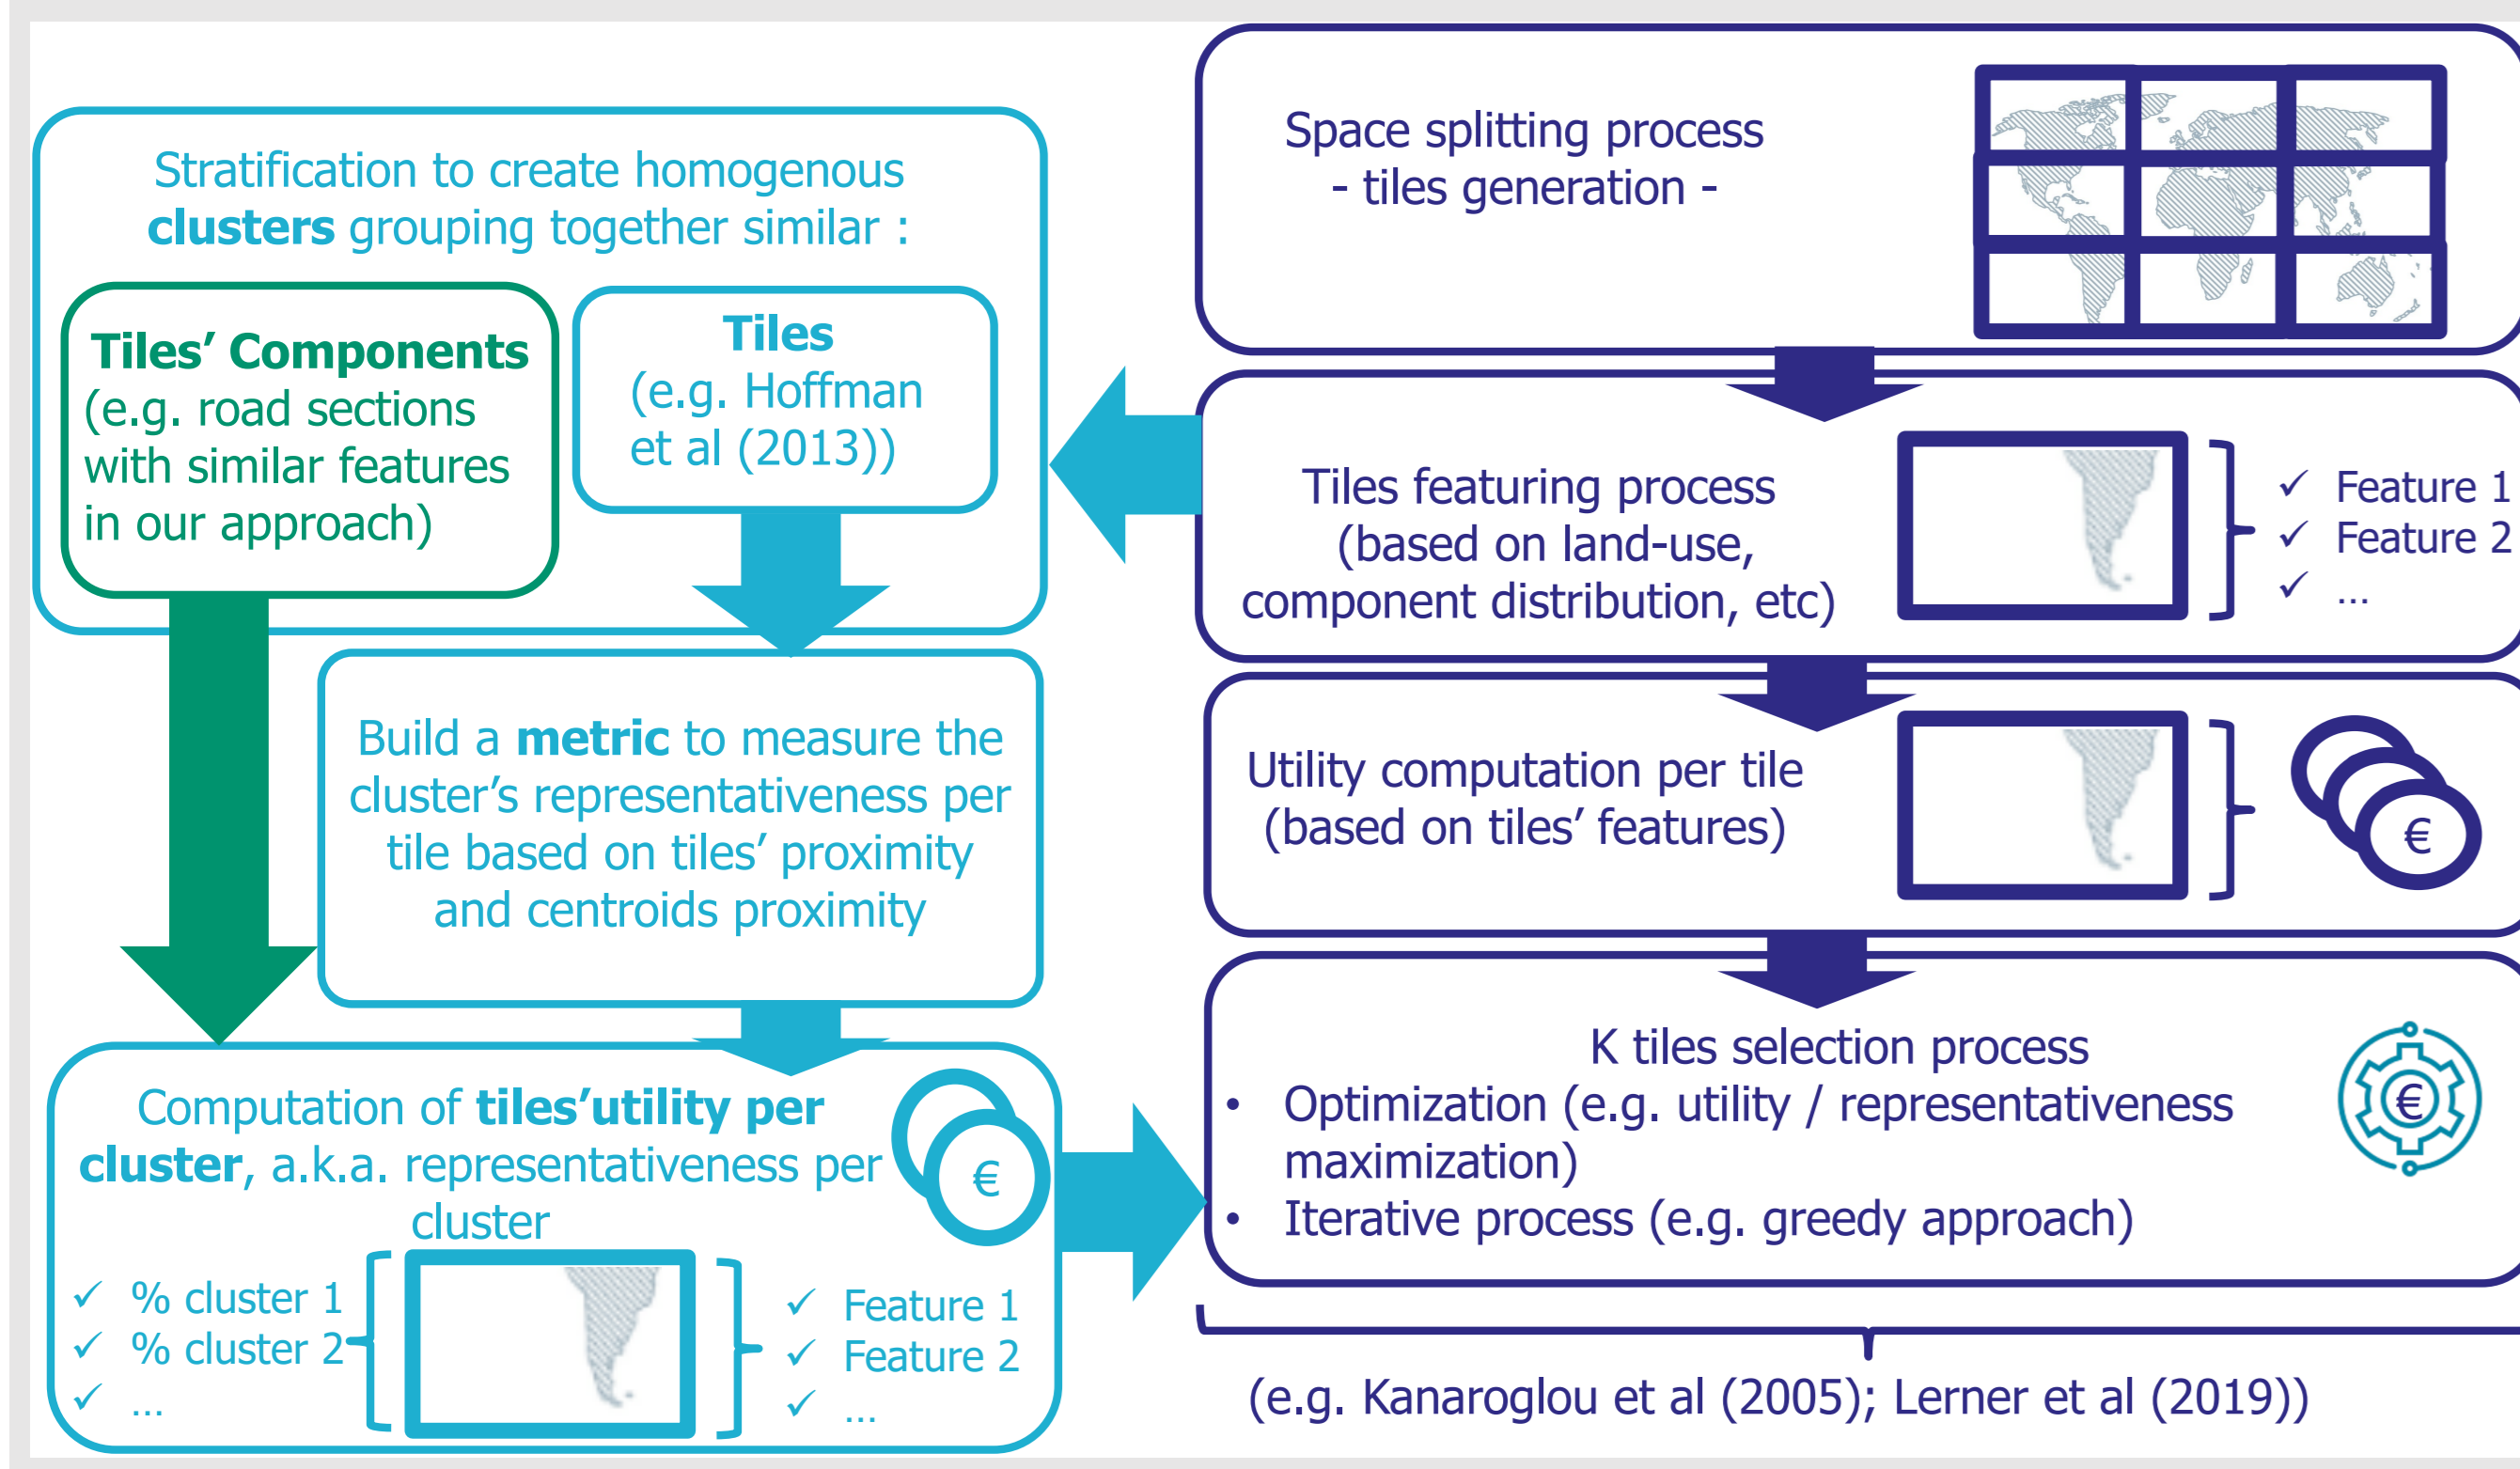 Stratification to create homogenous
clusters grouping together similar :
Tiles’ Components
(e.g. road sections
with similar features
in our approach)
Tiles
(e.g. Hoffman
et al (2013))
Build a metric to measure the
cluster’s representativeness per
tile based on tiles’ proximity
and centroids proximity
Computation of tiles’utility per
cluster, a.k.a. representativeness per
cluster
€
✓ % cluster 1
✓ % cluster 2
✓ ...
✓ Feature 1
✓ Feature 2
✓ ...
Space splitting process
- tiles generation -
Tiles featuring process
(based on land-use,
component distribution, etc)
✓ Feature 1
✓ Feature 2
✓ ...
Utility computation per tile
(based on tiles’ features)
€
K tiles selection process
• Optimization (e.g. utility / representativeness
maximization)
• Iterative process (e.g. greedy approach)
€
(e.g. Kanaroglou et al (2005); Lerner et al (2019))